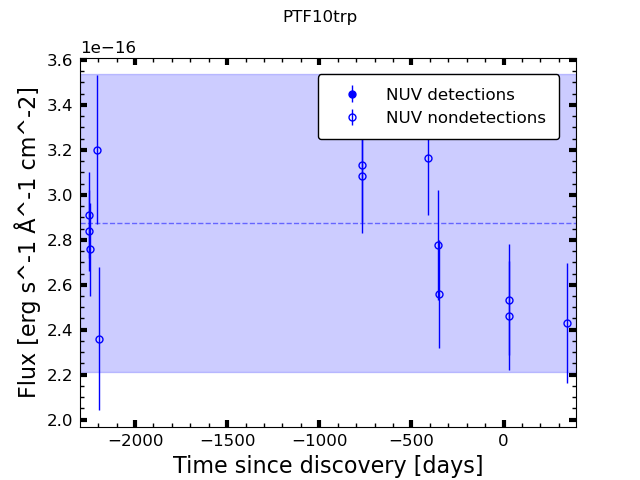 PTF10trp
1e−16
3.6
3.4
3.2
3.0
2.8
2.6
2.4
2.2
2.0
Flux [erg s^-1 Å^-1 cm^-2]
NUV detections
NUV nondetections
−2000
−1500
−1000
−500
0
Time since discovery [days]